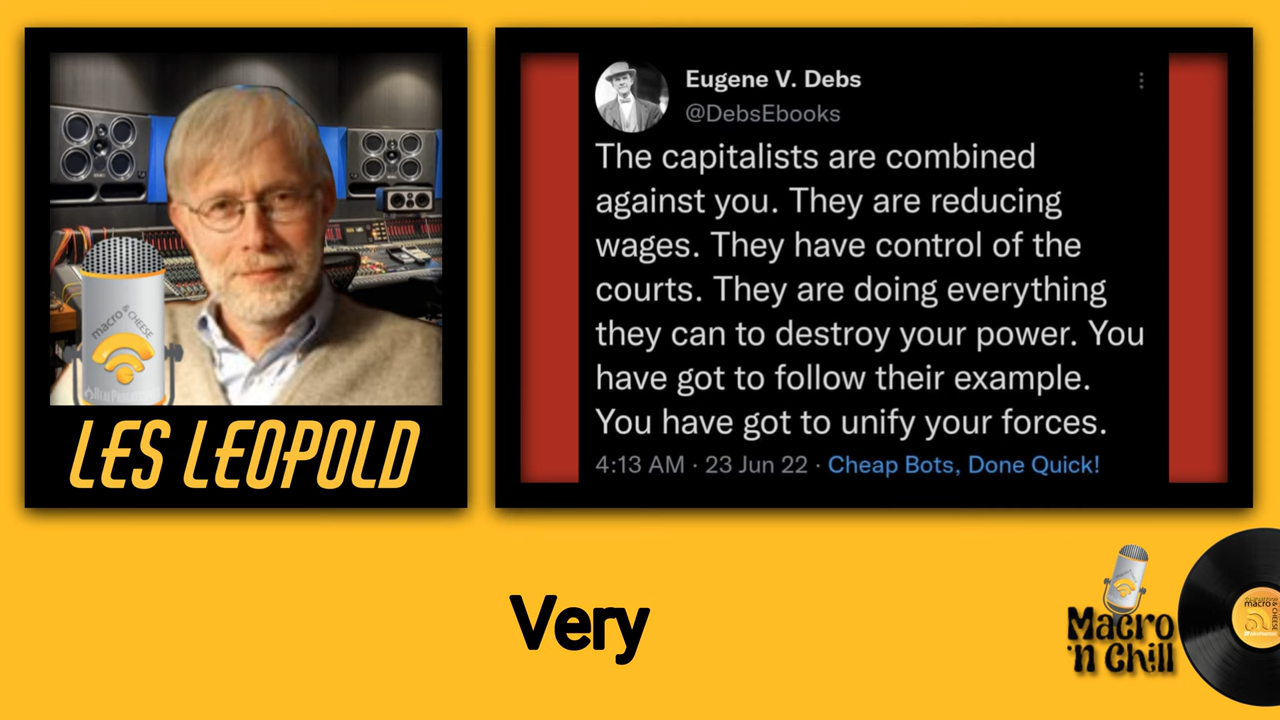 macro & CHEESE
LES LEOPOLD
Eugene V. Debs
@DebsEbooks
The capitalists are combined
against you. They are reducing
wages. They have control of the
courts. They are doing everything
they can to destroy your power. You
have got to follow their example.
You have got to unify your forces.
4:13 AM · 23 Jun 22 · Cheap Bots, Done Quick!
Very
Macro
'N Chill
macro